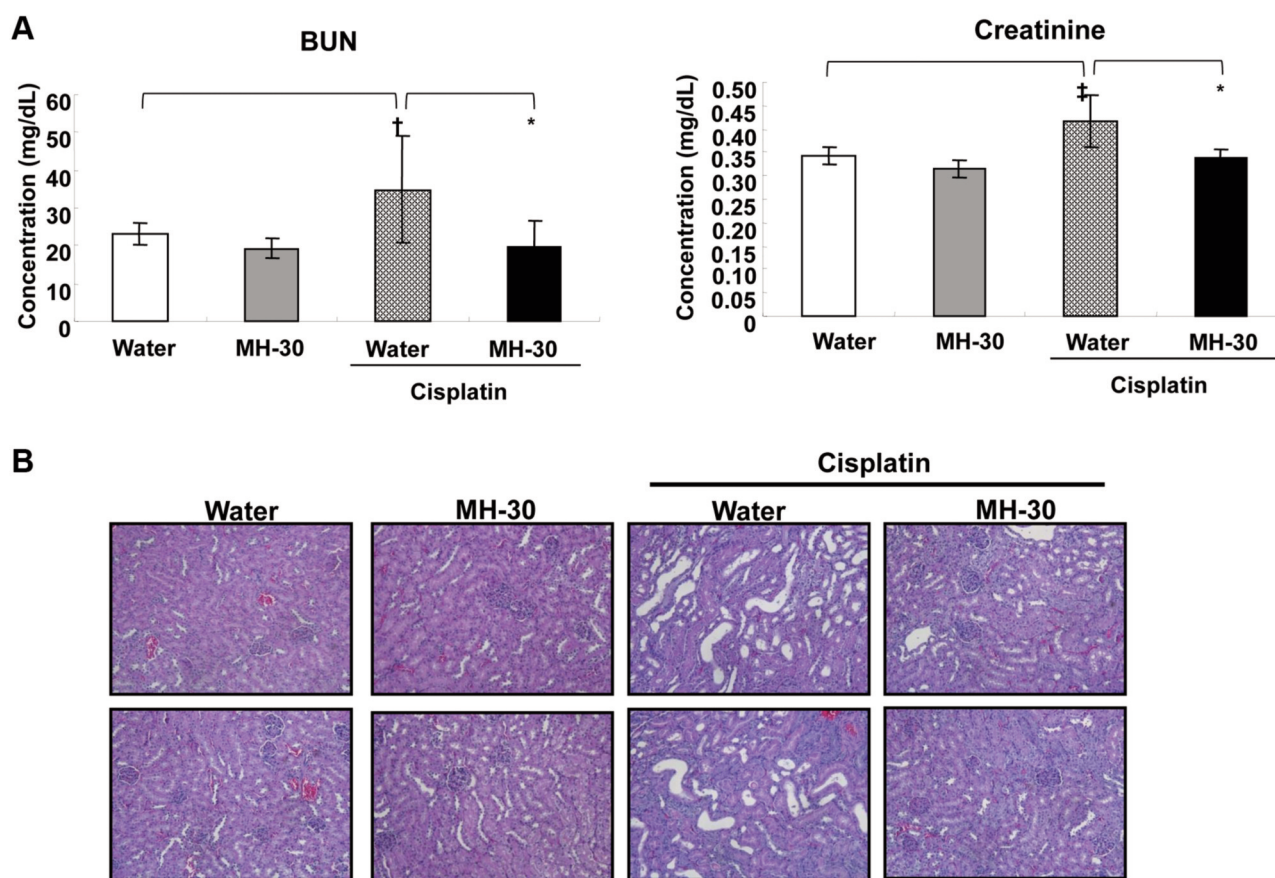 A
BUN
Concentration (mg/dL)
60
50
40
30
20
10
0
‡
*
Water
MH-30
Water
MH-30
Cisplatin
Creatinine
Concentration (mg/dL)
0.50
0.45
0.40
0.35
0.30
0.25
0.20
0.15
0.10
0.05
0
‡
*
Water
MH-30
Water
MH-30
Cisplatin
B
Cisplatin
Water
MH-30
Water
MH-30